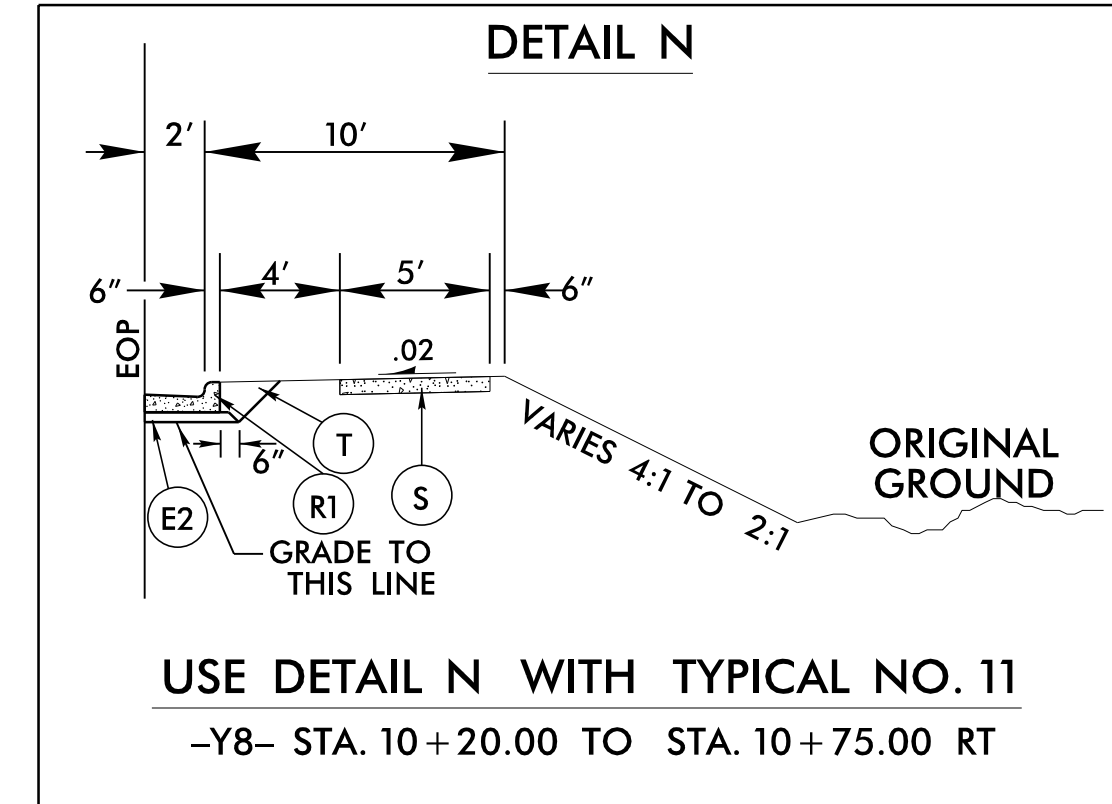 DETAIL N
2' 10'
6" 4' 5' 6"
EOP
.02
T
6"
R1
S
E2
VARIES 4:1 TO 2:1
ORIGINAL
GROUND
GRADE TO
THIS LINE
USE DETAIL N WITH TYPICAL NO. 11
-Y8- STA. 10+20.00 TO STA. 10+75.00 RT